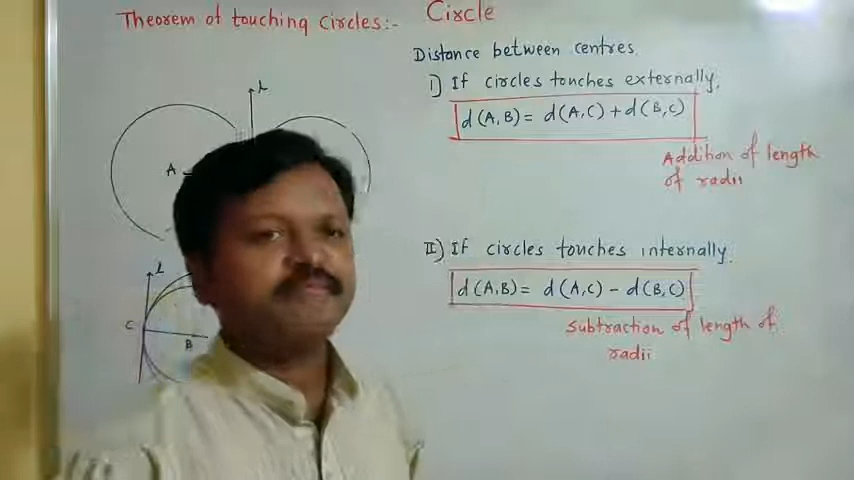 Theorem of touching circles:-
Circle
Distance between centres.
I) If circles touches externally,
d(A,B) = d(A,C) + d(B,C)
Addition of length
of radii
II) If circles touches internally.
d(A,B) = d(A,C) - d(B,C)
Subtraction of length of
radii
l
A
l
C
B